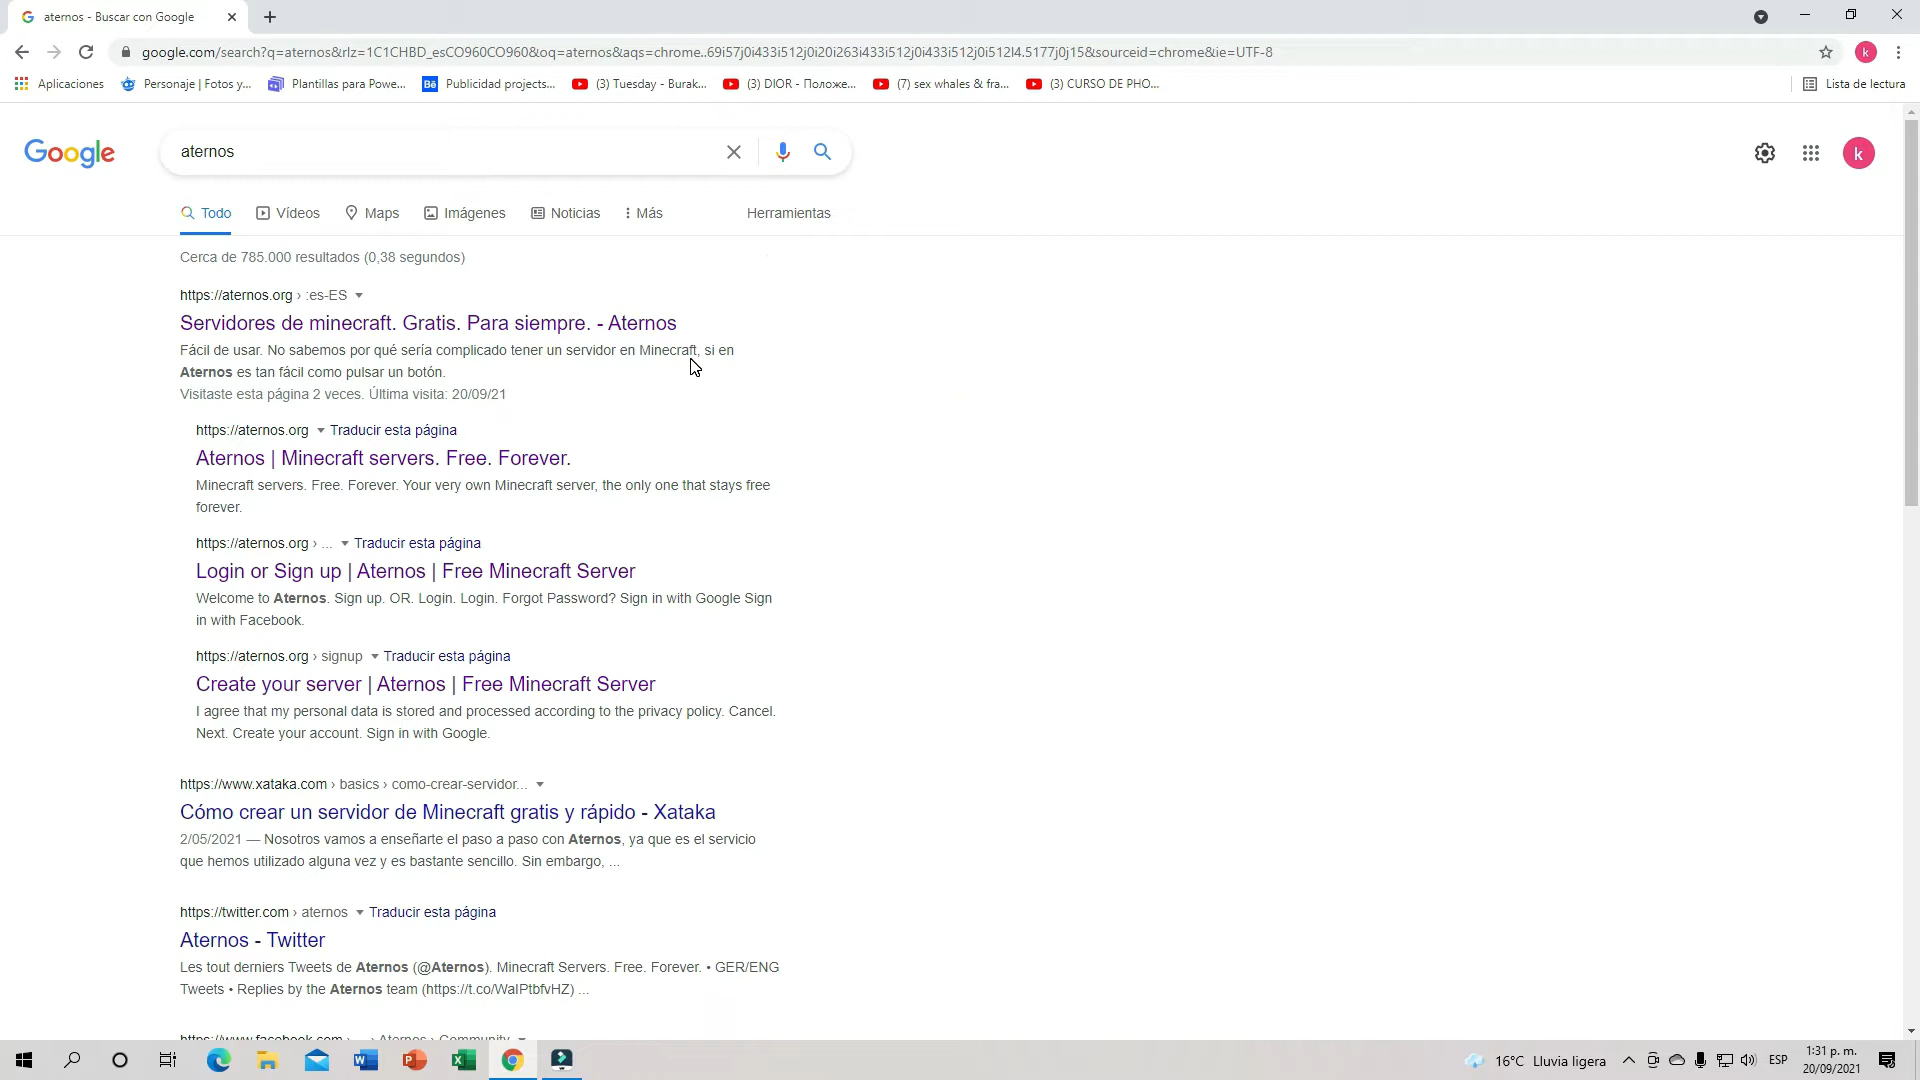 aternos - Buscar con Google
google.com/search?q=aternos&rlz=1C1CHBD_esCO960CO960&oq=aternos&aqs=chrome..69i57j0i433i512j0i20i263i433i512j0i433i512j0i512l4.5177j0j15&sourceid=chrome&ie=UTF-8
k
Aplicaciones Personaje | Fotos y... Plantillas para Powe... Bē Publicidad projects... (3) Tuesday - Burak... (3) DIOR - Положе... (7) sex whales & fra... (3) CURSO DE PHO... Lista de lectura
Google aternos k
Todo Vídeos Maps Imágenes Noticias Más Herramientas
Cerca de 785.000 resultados (0,38 segundos)
https://aternos.org › :es-ES
Servidores de minecraft. Gratis. Para siempre. - Aternos
Fácil de usar. No sabemos por qué sería complicado tener un servidor en Minecraft, si en
Aternos es tan fácil como pulsar un botón.
Visitaste esta página 2 veces. Última visita: 20/09/21
https://aternos.org Traducir esta página
Aternos | Minecraft servers. Free. Forever.
Minecraft servers. Free. Forever. Your very own Minecraft server, the only one that stays free
forever.
https://aternos.org › ... Traducir esta página
Login or Sign up | Aternos | Free Minecraft Server
Welcome to Aternos. Sign up. OR. Login. Login. Forgot Password? Sign in with Google Sign
in with Facebook.
https://aternos.org › signup Traducir esta página
Create your server | Aternos | Free Minecraft Server
I agree that my personal data is stored and processed according to the privacy policy. Cancel.
Next. Create your account. Sign in with Google.
https://www.xataka.com › basics › como-crear-servidor...
Cómo crear un servidor de Minecraft gratis y rápido - Xataka
2/05/2021 — Nosotros vamos a enseñarte el paso a paso con Aternos, ya que es el servicio
que hemos utilizado alguna vez y es bastante sencillo. Sin embargo, ...
https://twitter.com › aternos Traducir esta página
Aternos - Twitter
Les tout derniers Tweets de Aternos (@Aternos). Minecraft Servers. Free. Forever. • GER/ENG
Tweets • Replies by the Aternos team (https://t.co/WaIPtbfvHZ) ...
https://www.facebook.com › ... › Aternos › Community
16°C Lluvia ligera ESP 1:31 p. m.
20/09/2021